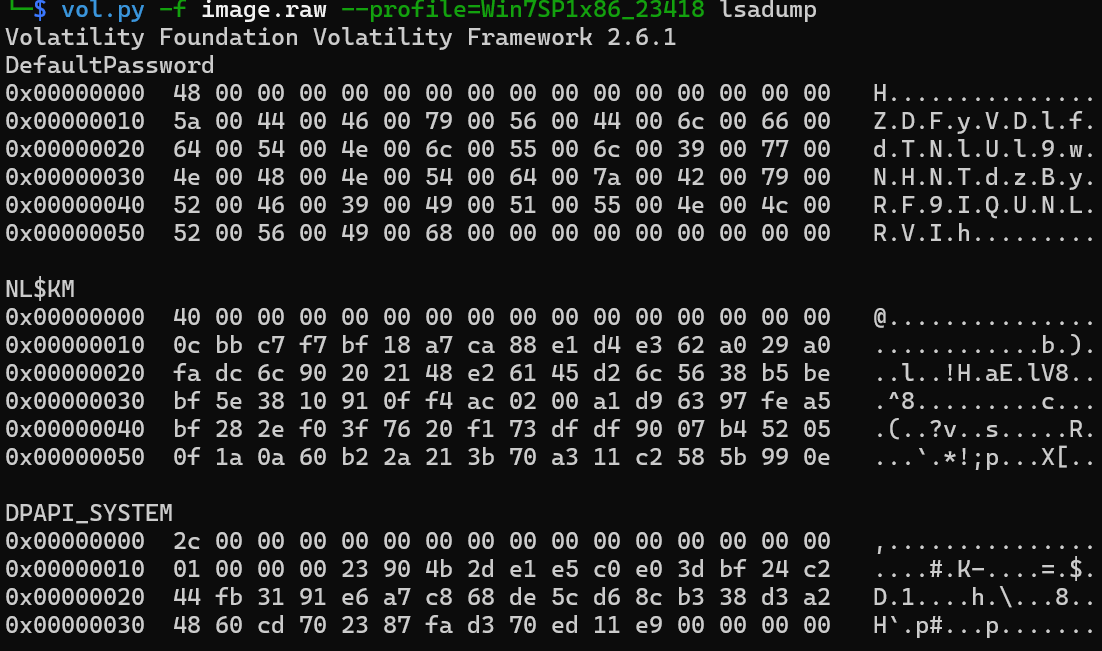 └─$ vol.py -f image.raw --profile=Win7SP1x86_23418 lsadump
Volatility Foundation Volatility Framework 2.6.1
DefaultPassword
0x00000000  48 00 00 00 00 00 00 00 00 00 00 00 00 00 00 00   H...............
0x00000010  5a 00 44 00 46 00 79 00 56 00 44 00 6c 00 66 00   Z.D.F.y.V.D.l.f.
0x00000020  64 00 54 00 4e 00 6c 00 55 00 6c 00 39 00 77 00   d.T.N.l.U.l.9.w.
0x00000030  4e 00 48 00 4e 00 54 00 64 00 7a 00 42 00 79 00   N.H.N.T.d.z.B.y.
0x00000040  52 00 46 00 39 00 49 00 51 00 55 00 4e 00 4c 00   R.F.9.I.Q.U.N.L.
0x00000050  52 00 56 00 49 00 68 00 00 00 00 00 00 00 00 00   R.V.I.h.........

NL$KM
0x00000000  40 00 00 00 00 00 00 00 00 00 00 00 00 00 00 00   @...............
0x00000010  0c bb c7 f7 bf 18 a7 ca 88 e1 d4 e3 62 a0 29 a0   ............b.).
0x00000020  fa dc 6c 90 20 21 48 e2 61 45 d2 6c 56 38 b5 be   ..l..!H.aE.lV8..
0x00000030  bf 5e 38 10 91 0f f4 ac 02 00 a1 d9 63 97 fe a5   .^8.........c...
0x00000040  bf 28 2e f0 3f 76 20 f1 73 df df 90 07 b4 52 05   .(..?v..s.....R.
0x00000050  0f 1a 0a 60 b2 2a 21 3b 70 a3 11 c2 58 5b 99 0e   ...`.*!;p...X[..

DPAPI_SYSTEM
0x00000000  2c 00 00 00 00 00 00 00 00 00 00 00 00 00 00 00   ,...............
0x00000010  01 00 00 00 23 90 4b 2d e1 e5 c0 e0 3d bf 24 c2   ....#.K-....=.$.
0x00000020  44 fb 31 91 e6 a7 c8 68 de 5c d6 8c b3 38 d3 a2   D.1....h.\...8..
0x00000030  48 60 cd 70 23 87 fa d3 70 ed 11 e9 00 00 00 00   H`.p#...p.......